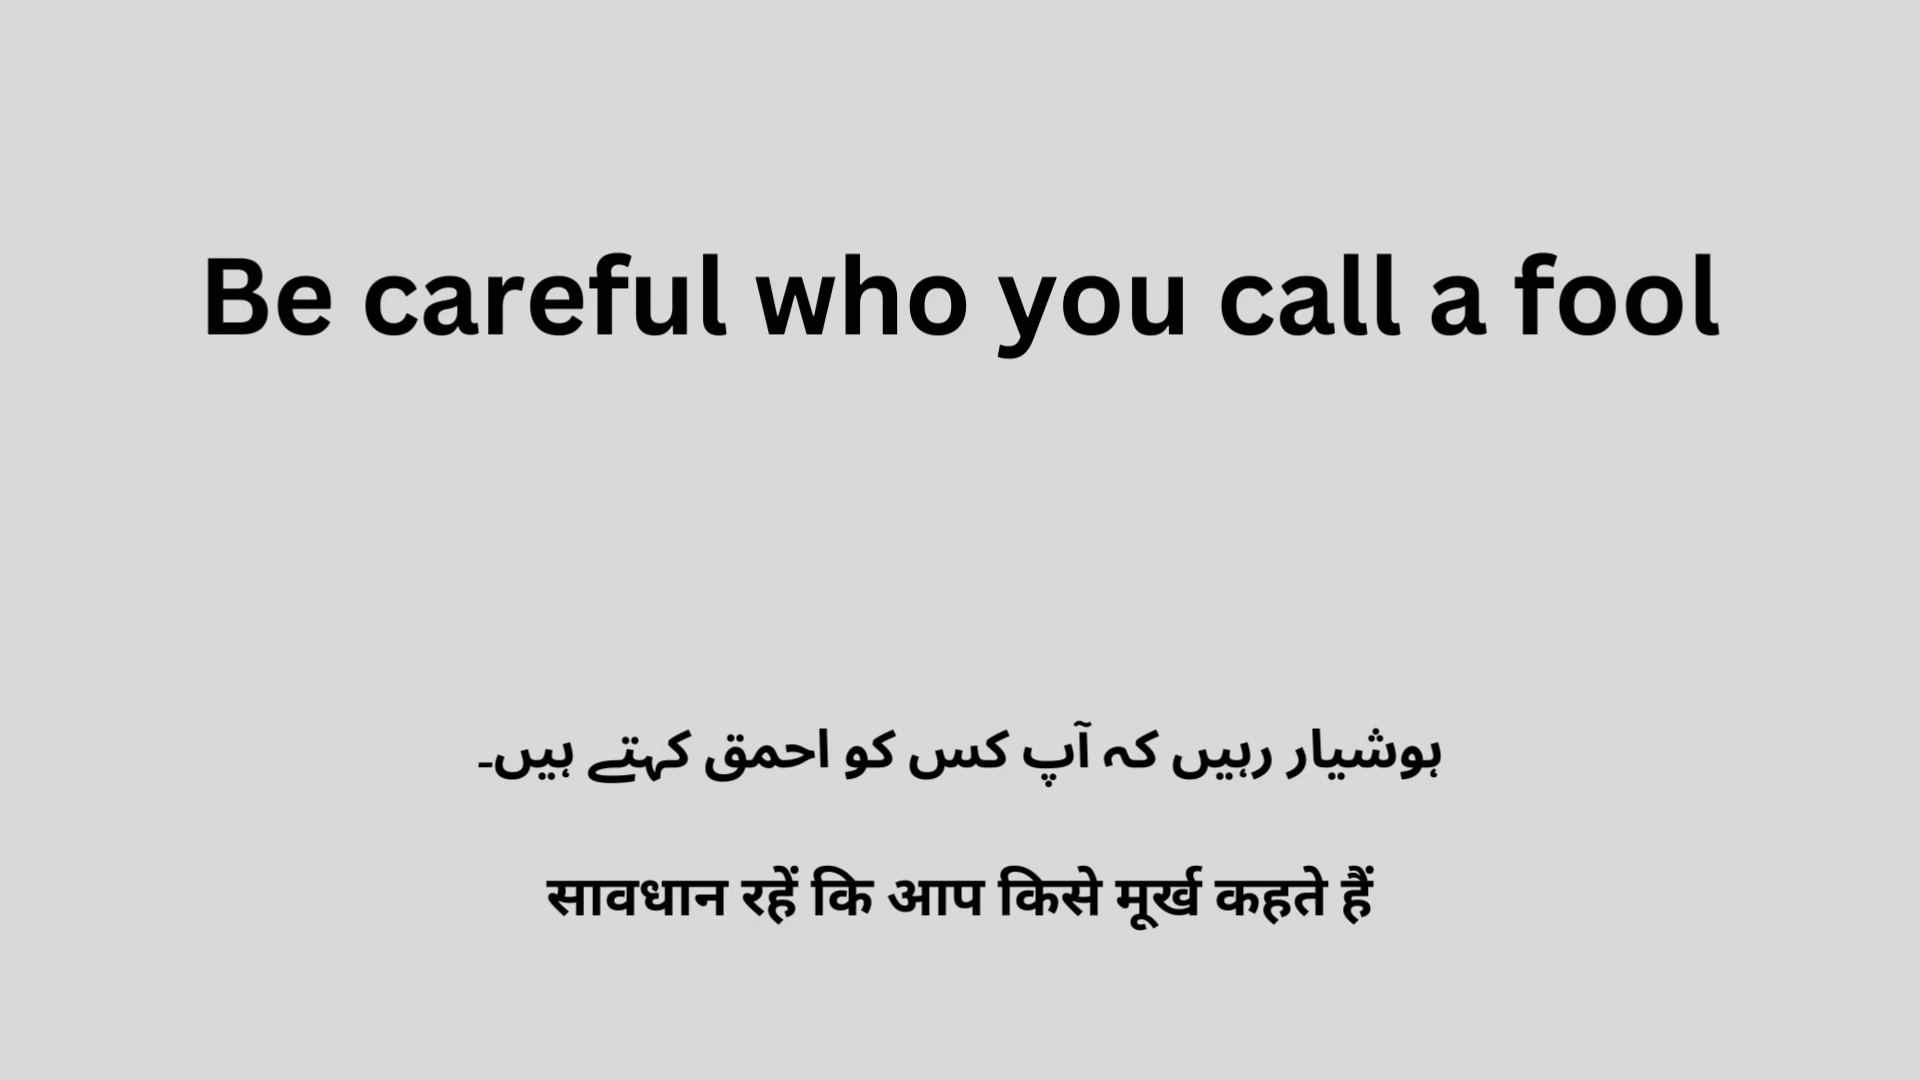 Be careful who you call a fool
ہوشیار رہیں کہ آپ کس کو احمق کہتے ہیں۔
सावधान रहें कि आप किसे मूर्ख कहते हैं